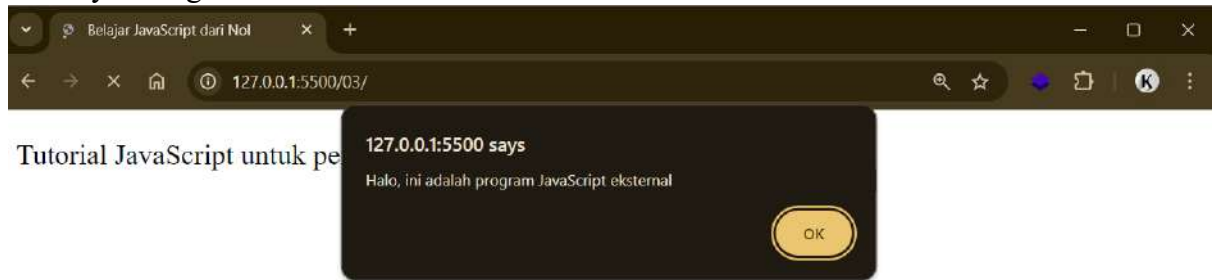 Belajar JavaScript dari Nol
127.0.0.1:5500/03/
K
Tutorial JavaScript untuk pe
127.0.0.1:5500 says
Halo, ini adalah program JavaScript eksternal
OK